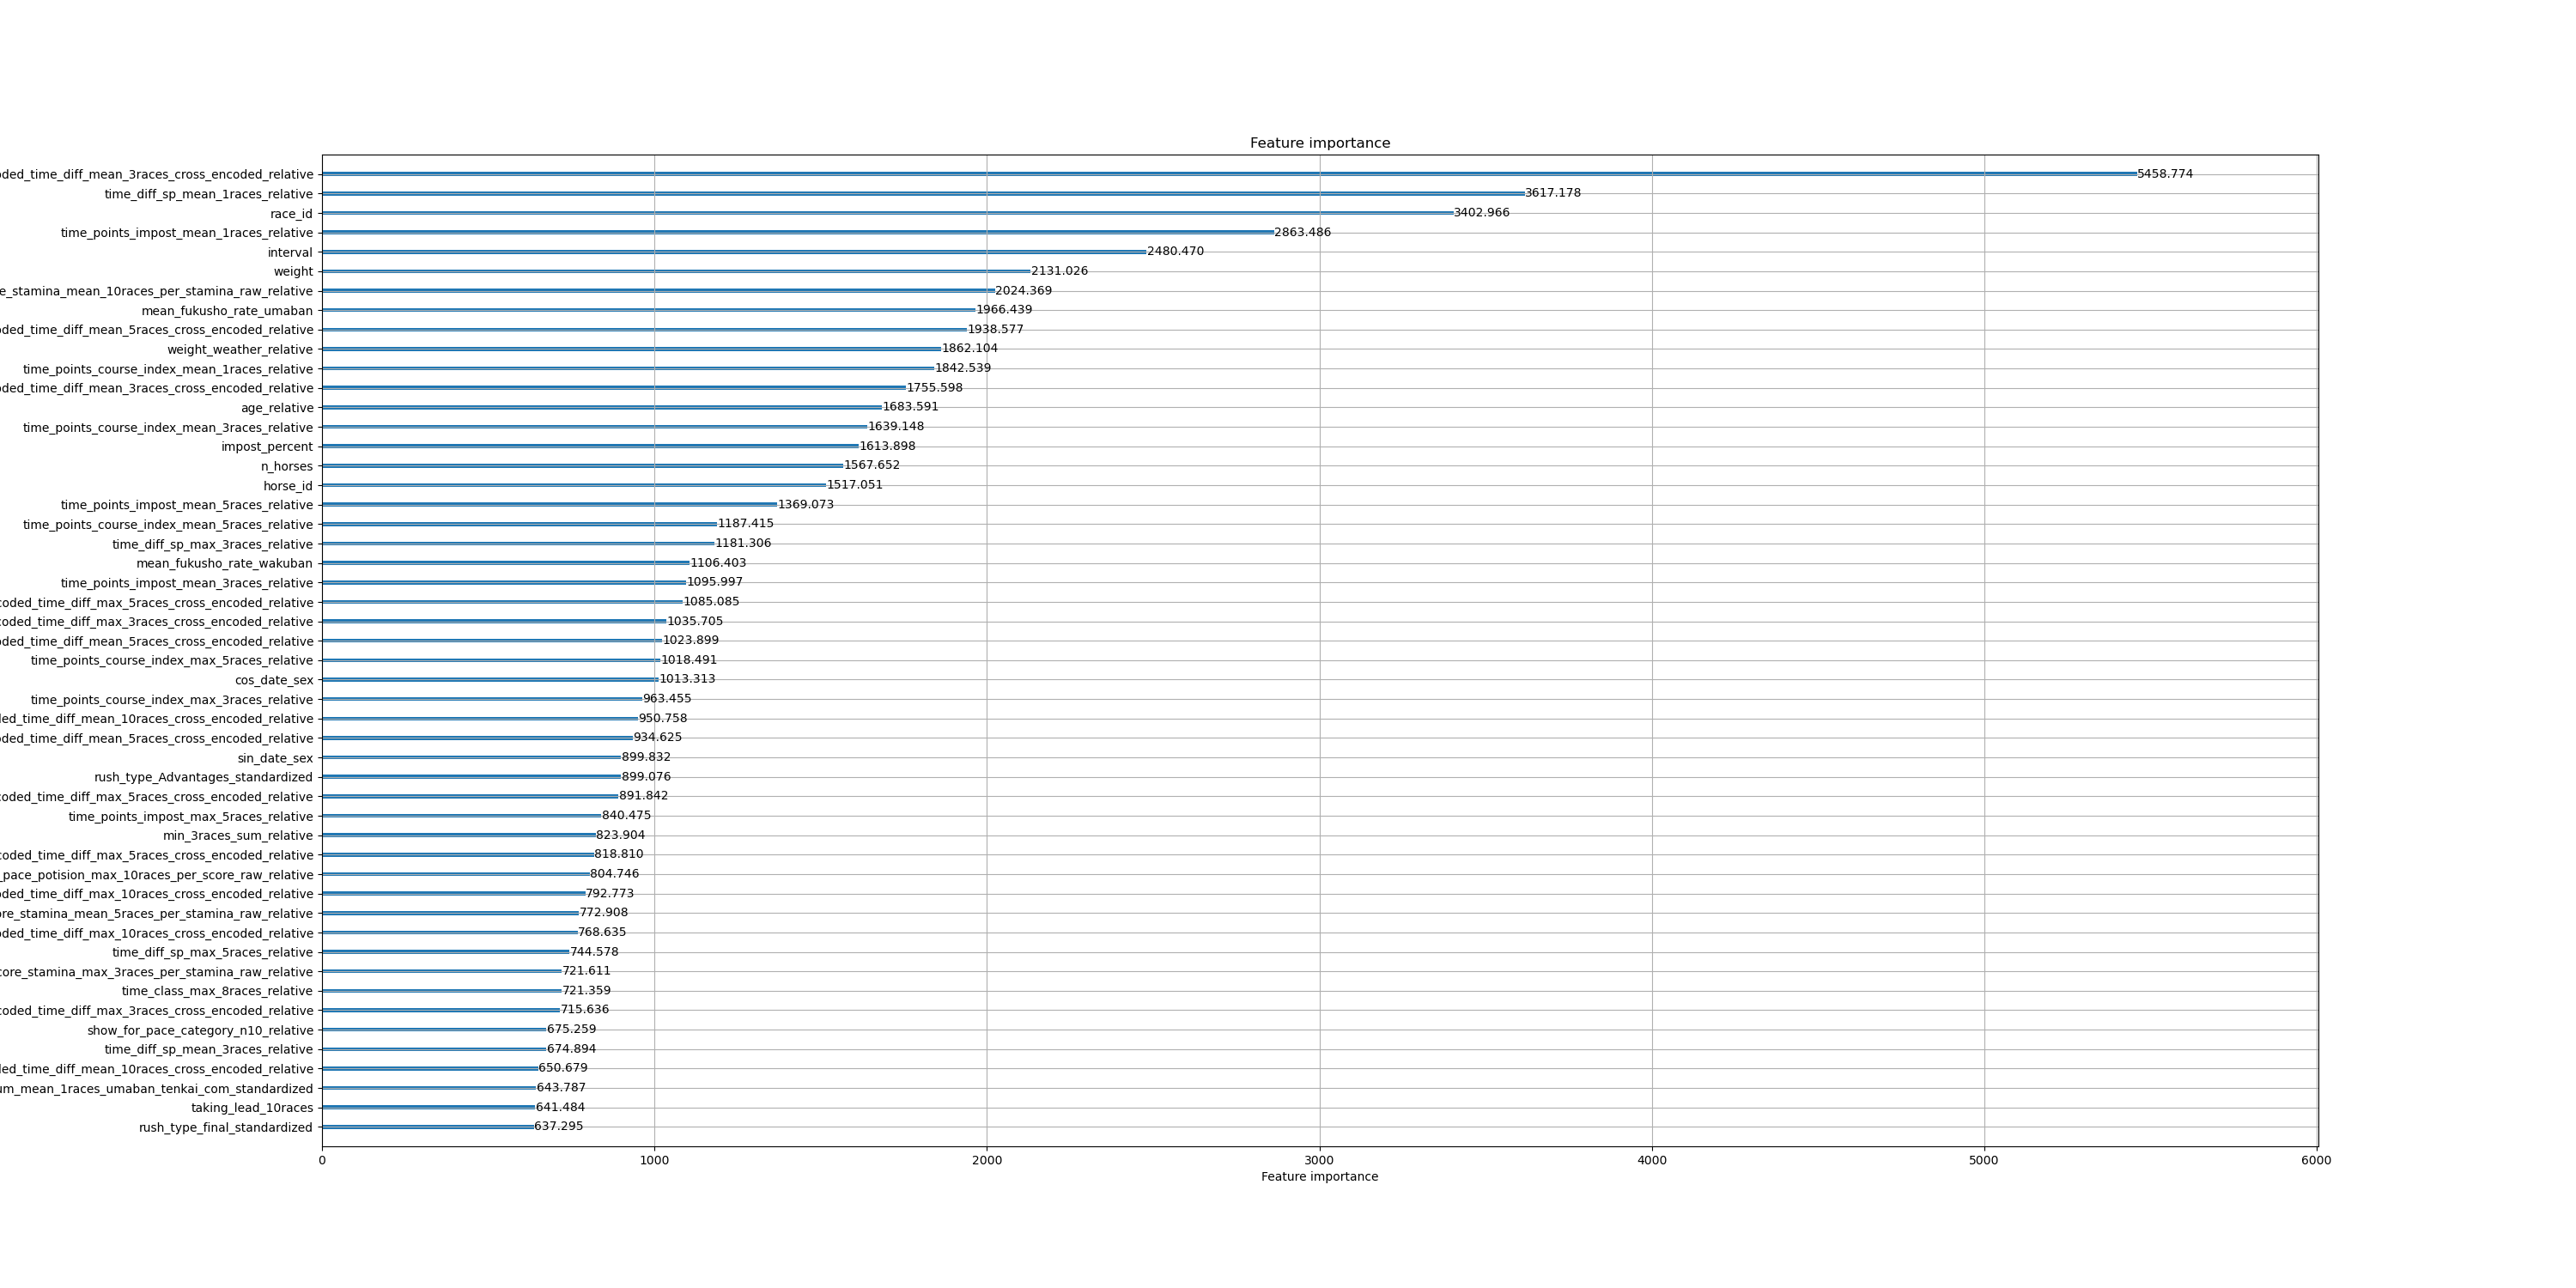 Feature importance
ded_time_diff_mean_3races_cross_encoded_relative 5458.774
time_diff_sp_mean_1races_relative 3617.178
race_id 3402.966
time_points_impost_mean_1races_relative 2863.486
interval 2480.470
weight 2131.026
e_stamina_mean_10races_per_stamina_raw_relative 2024.369
mean_fukusho_rate_umaban 1966.439
ded_time_diff_mean_5races_cross_encoded_relative 1938.577
weight_weather_relative 1862.104
time_points_course_index_mean_1races_relative 1842.539
ded_time_diff_mean_3races_cross_encoded_relative 1755.598
age_relative 1683.591
time_points_course_index_mean_3races_relative 1639.148
impost_percent 1613.898
n_horses 1567.652
horse_id 1517.051
time_points_impost_mean_5races_relative 1369.073
time_points_course_index_mean_5races_relative 1187.415
time_diff_sp_max_3races_relative 1181.306
mean_fukusho_rate_wakuban 1106.403
time_points_impost_mean_3races_relative 1095.997
coded_time_diff_max_5races_cross_encoded_relative 1085.085
coded_time_diff_max_3races_cross_encoded_relative 1035.705
ded_time_diff_mean_5races_cross_encoded_relative 1023.899
time_points_course_index_max_5races_relative 1018.491
cos_date_sex 1013.313
time_points_course_index_max_3races_relative 963.455
led_time_diff_mean_10races_cross_encoded_relative 950.758
ded_time_diff_mean_5races_cross_encoded_relative 934.625
sin_date_sex 899.832
rush_type_Advantages_standardized 899.076
coded_time_diff_max_5races_cross_encoded_relative 891.842
time_points_impost_max_5races_relative 840.475
min_3races_sum_relative 823.904
coded_time_diff_max_5races_cross_encoded_relative 818.810
_pace_potision_max_10races_per_score_raw_relative 804.746
ded_time_diff_max_10races_cross_encoded_relative 792.773
re_stamina_mean_5races_per_stamina_raw_relative 772.908
ded_time_diff_max_10races_cross_encoded_relative 768.635
time_diff_sp_max_5races_relative 744.578
core_stamina_max_3races_per_stamina_raw_relative 721.611
time_class_max_8races_relative 721.359
coded_time_diff_max_3races_cross_encoded_relative 715.636
show_for_pace_category_n10_relative 675.259
time_diff_sp_mean_3races_relative 674.894
led_time_diff_mean_10races_cross_encoded_relative 650.679
um_mean_1races_umaban_tenkai_com_standardized 643.787
taking_lead_10races 641.484
rush_type_final_standardized 637.295
0 1000 2000 3000 4000 5000 6000
Feature importance